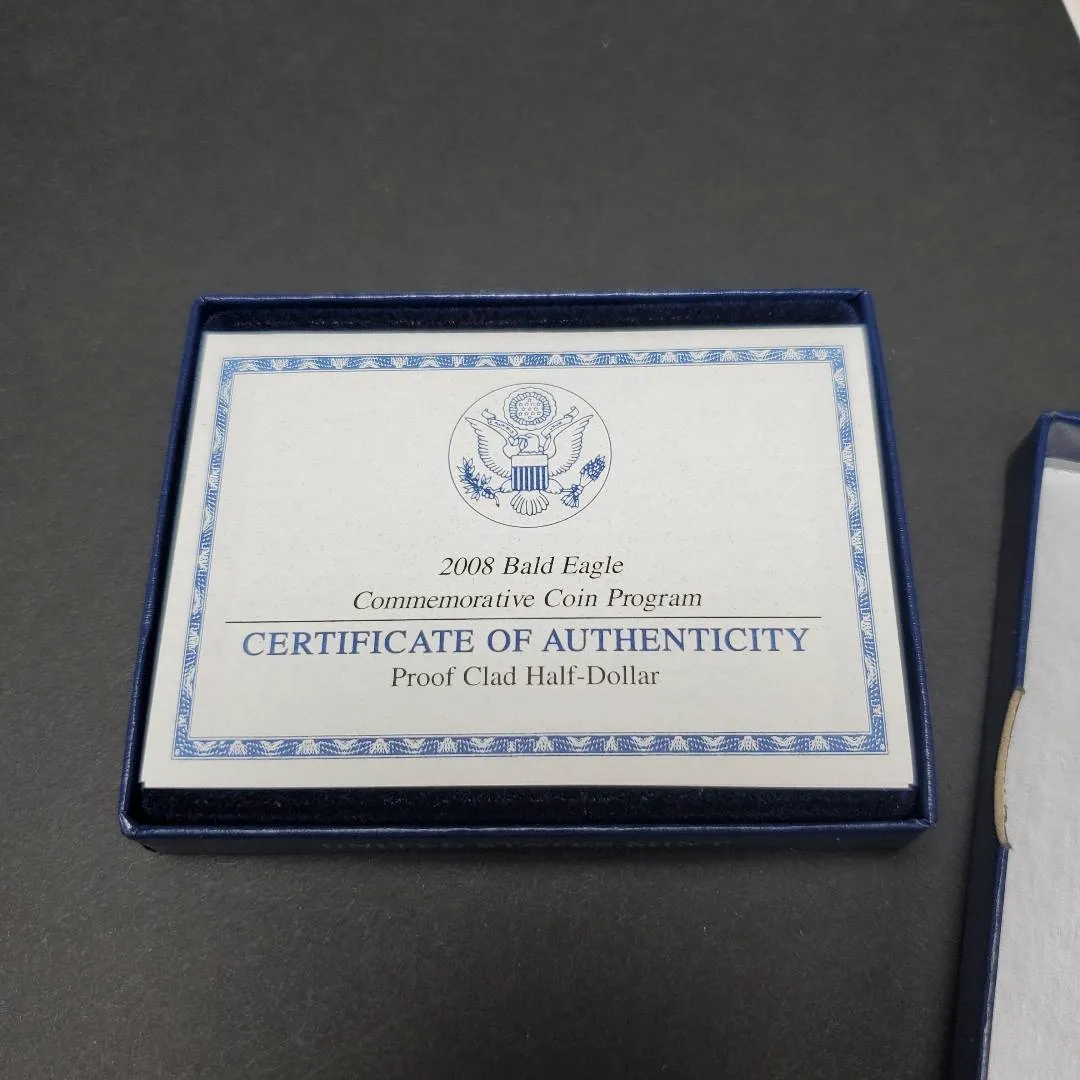 2008 Bald Eagle
Commemorative Coin Program
CERTIFICATE OF AUTHENTICITY
Proof Clad Half-Dollar